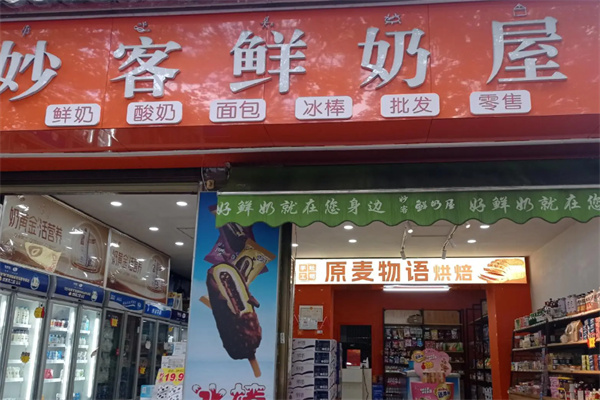 妙客鲜奶屋
鲜奶 酸奶 面包 冰棒 批发 零售
好鲜奶就在您身边 妙客 鲜奶屋 好鲜奶就在您
原麦物语烘焙
19.9